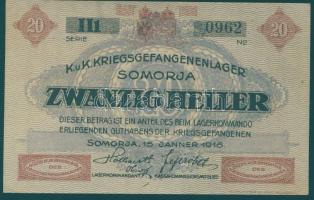 20 III 0962 20
SERIE No
K.u.K. KRIEGSGEFANGENENLAGER
SOMORJA
ZWANZIG HELLER
DIESER BETRAG IST EIN ANTEIL DES BEIM LAGERKOMMANDO
ERLIEGENDEN GUTHABENS DER KRIEGSGEFANGENEN
SOMORJA, 15 JÄNNER 1916
LAGERKOMMANDANT